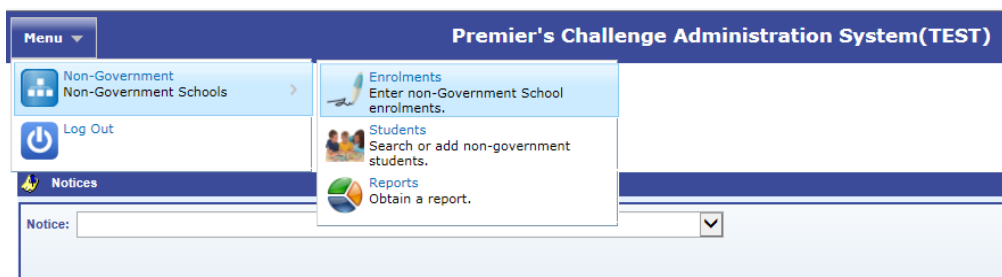 Menu
Premier's Challenge Administration System(TEST)
Non-Government
Non-Government Schools
Log Out
Enrolments
Enter non-Government School
enrolments.
Students
Search or add non-government
students.
Reports
Obtain a report.
Notices
Notice: